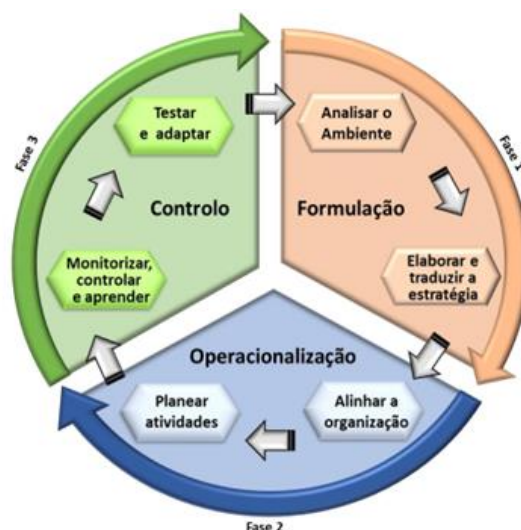 Fase 1
Formulação
Analisar o
Ambiente
Elaborar e
traduzir a
estratégia
Fase 2
Operacionalização
Alinhar a
organização
Planear
atividades
Fase 3
Controlo
Monitorizar,
controlar
e aprender
Testar
e adaptar